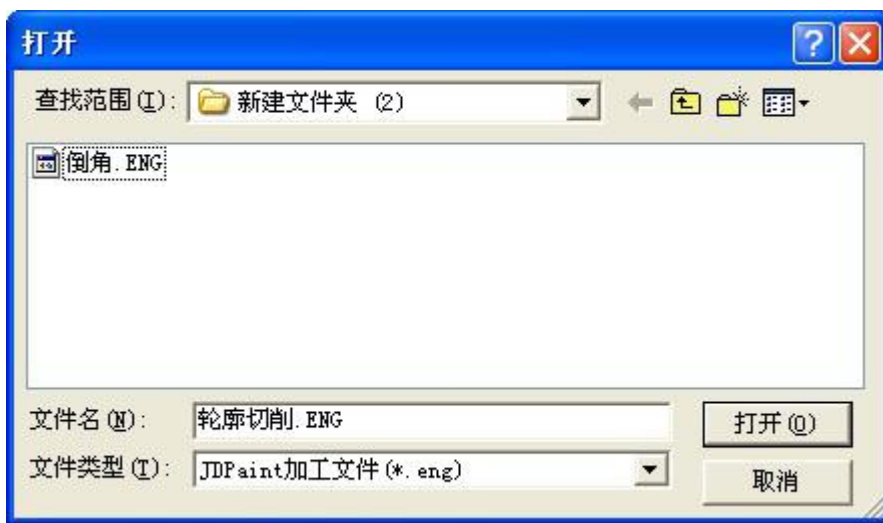 打开
查找范围(I): 新建文件夹 (2)
倒角.ENG
文件名(N): 轮廓切削.ENG 打开(O)
文件类型(T): JDPaint加工文件(*.eng) 取消